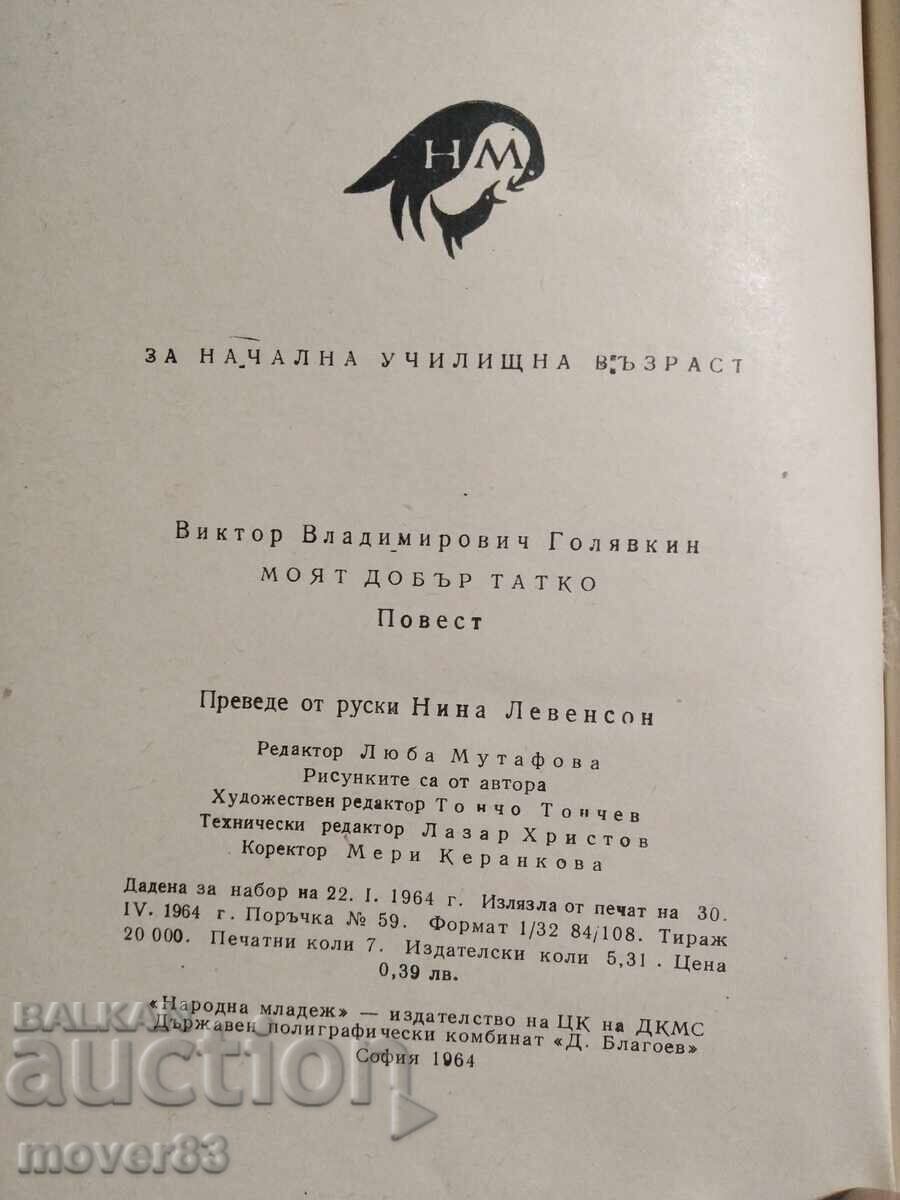 НМ
ЗА НАЧАЛНА УЧИЛИЩНА ВЪЗРАСТ
Виктор Владимирович Голявкин
МОЯТ ДОБЪР ТАТКО
Повест
Преведе от руски Нина Левенсон
Редактор Люба Мутафова
Рисунките са от автора
Художествен редактор Тончо Тончев
Технически редактор Лазар Христов
Коректор Мери Керанкова
Дадена за набор на 22. I. 1964 г. Излязла от печат на 30.
IV. 1964 г. Поръчка № 59. Формат 1/32 84/108. Тираж
20 000. Печатни коли 7. Издателски коли 5,31. Цена
0,39 лв.
«Народна младеж» — издателство на ЦК на ДКМС
Държавен полиграфически комбинат «Д. Благоев»
София 1964
BALKAN
auction
mover83